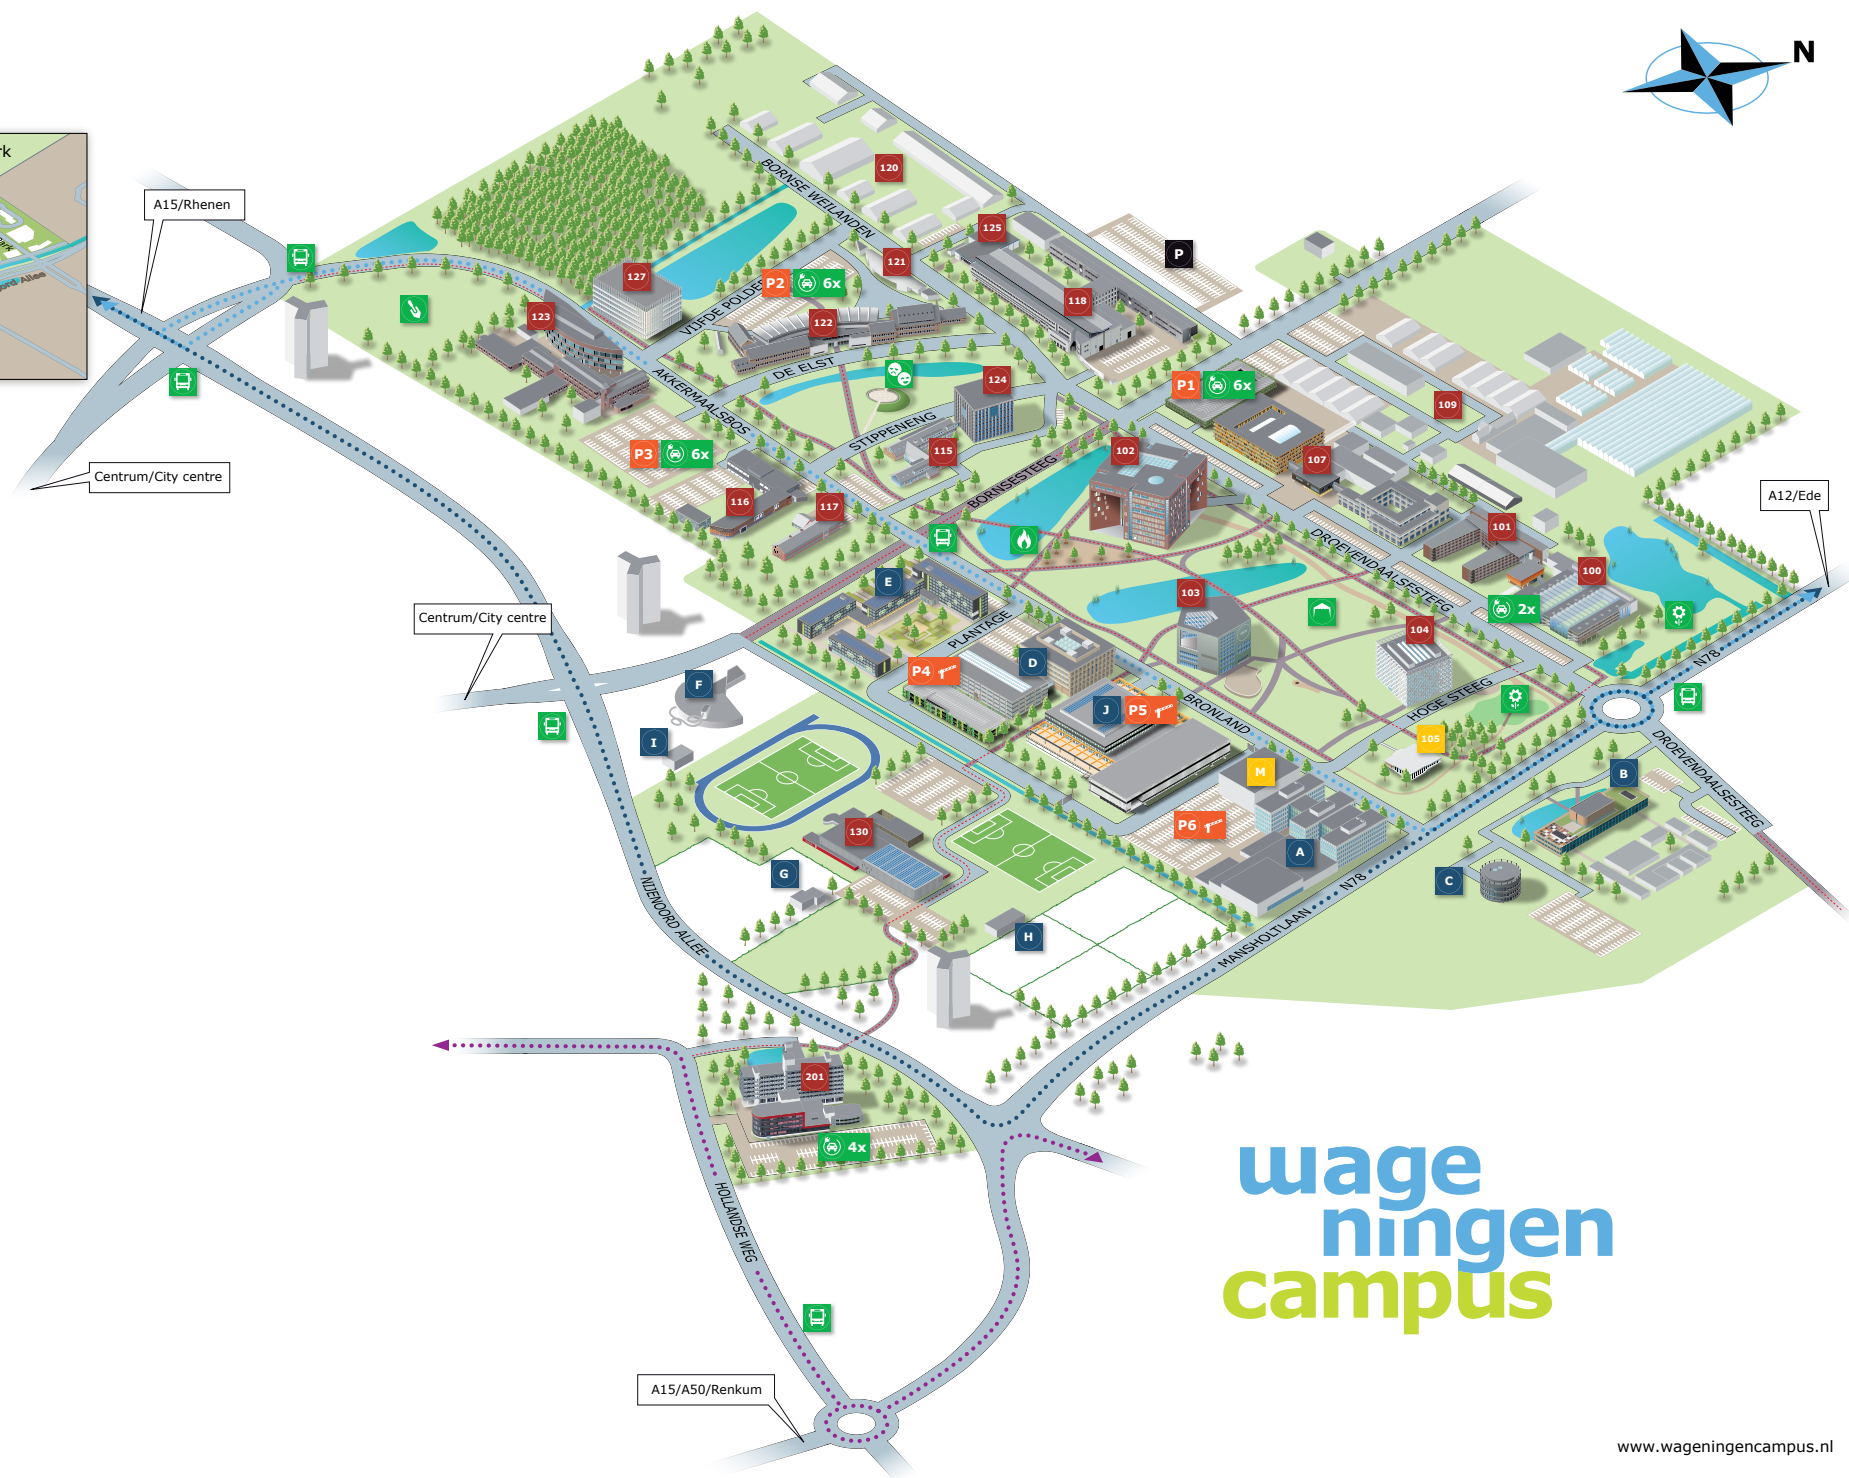 N
rk
park
A15/Rhenen
120
BORNSE WEILANDEN
125
P
121
127
P2
6x
118
VIJFDE POLDER
123
122
DE ELST
124
P1
6x
109
AKKERMAALSBOS
STIPPENENG
P3
6x
115
102
107
Centrum/City centre
A12/Ede
BORNSESTEEG
116
117
101
DROEVENDAALSESTEEG
100
E
103
2x
Centrum/City centre
PLANTAGE
104
D
P4
N78
F
HOGE STEEG
J
P5
BRONLAND
I
105
DROEVENDAALSESTEEG
M
B
130
P6
A
G
C
N78
NIJENOORD ALLEE
H
MANSHOLTLAAN
201
4x
HOLLANDSE WEG
wage
ningen
campus
A15/A50/Renkum
www.wageningencampus.nl